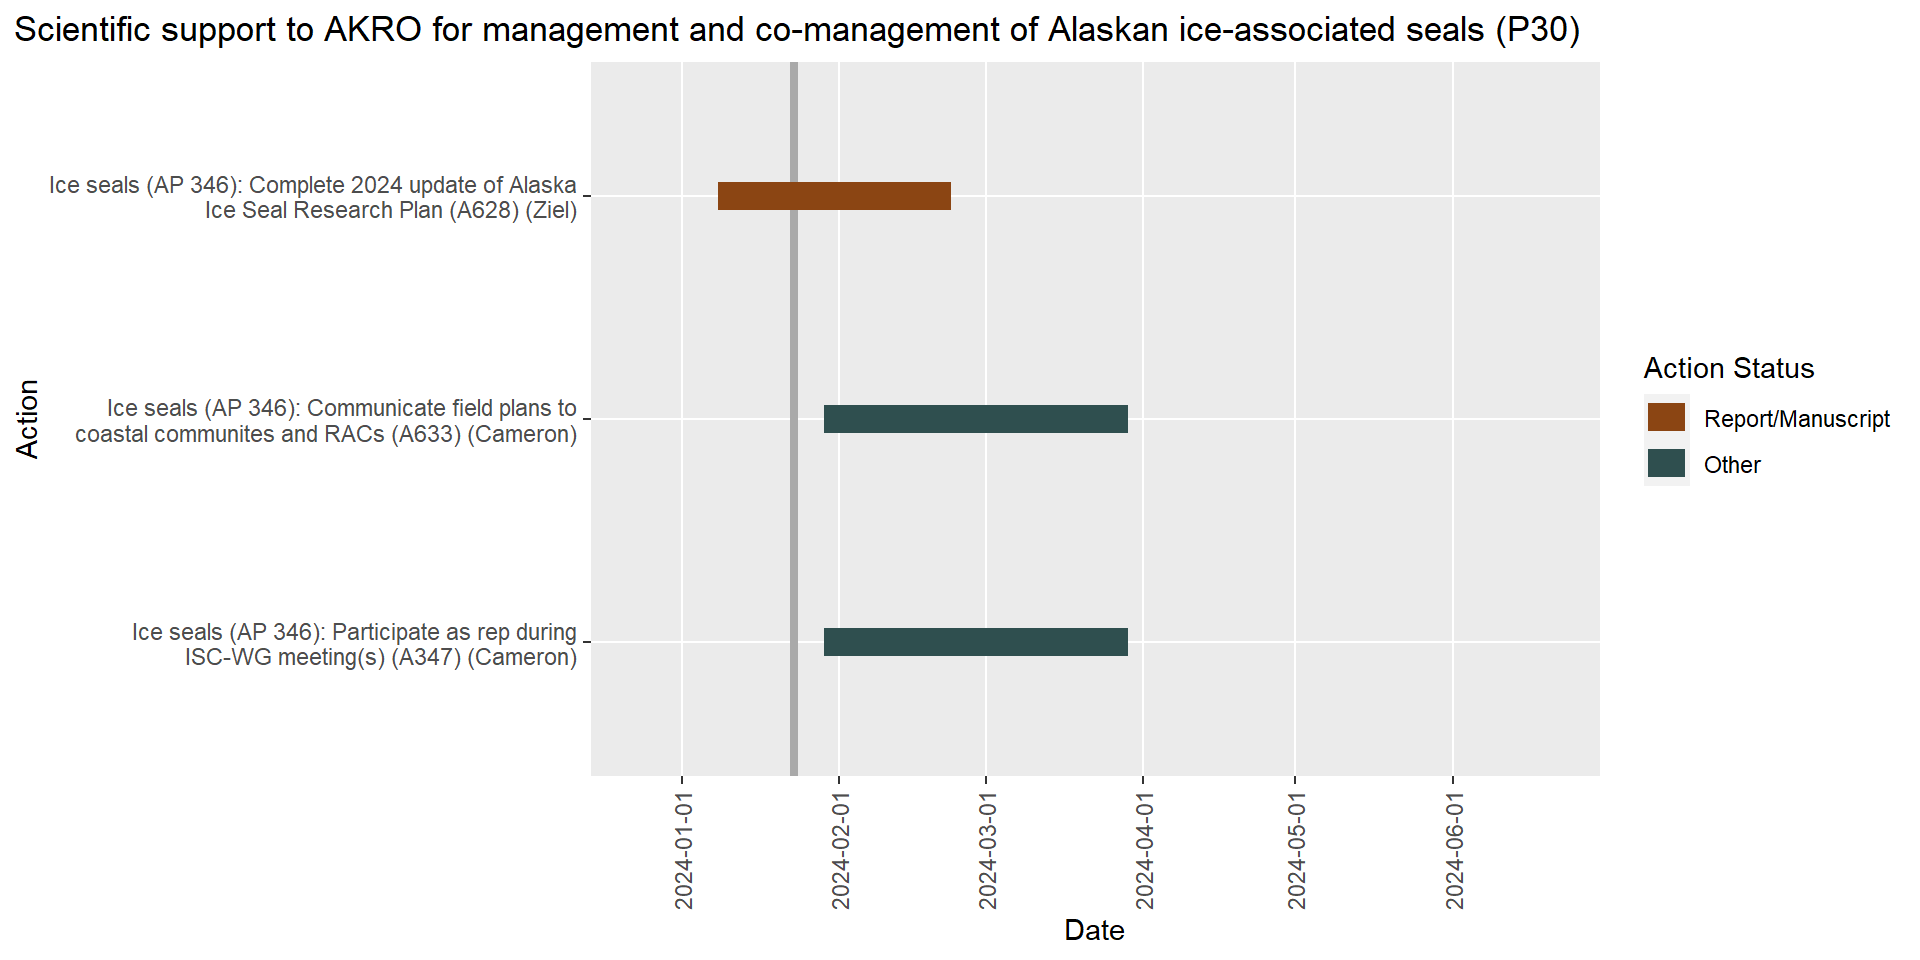 Scientific support to AKRO for management and co-management of Alaskan ice-associated seals (P30)
Action
Ice seals (AP 346): Complete 2024 update of Alaska
Ice Seal Research Plan (A628) (Ziel)
Ice seals (AP 346): Communicate field plans to
coastal communites and RACs (A633) (Cameron)
Ice seals (AP 346): Participate as rep during
ISC-WG meeting(s) (A347) (Cameron)
2024-01-01
2024-02-01
2024-03-01
2024-04-01
2024-05-01
2024-06-01
Date
Action Status
Report/Manuscript
Other